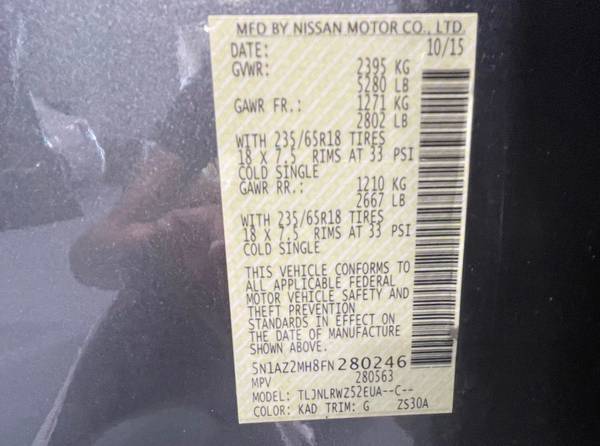 MFD BY NISSAN MOTOR CO., LTD.
DATE: 10/15
GVWR: 2395 KG
5280 LB
GAWR FR.: 1271 KG
2802 LB
WITH 235/65R18 TIRES
18 X 7.5 RIMS AT 33 PSI
COLD SINGLE
GAWR RR.: 1210 KG
2667 LB
WITH 235/65R18 TIRES
18 X 7.5 RIMS AT 33 PSI
COLD SINGLE
THIS VEHICLE CONFORMS TO
ALL APPLICABLE FEDERAL
MOTOR VEHICLE SAFETY AND
THEFT PREVENTION
STANDARDS IN EFFECT ON
THE DATE OF MANUFACTURE
SHOWN ABOVE.
5N1AZ2MH8FN280246
MPV 280563
MODEL: TLJNLRWZ52EUA--C--
COLOR: KAD TRIM: G ZS30A